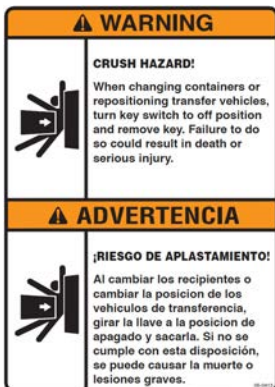 WARNING
CRUSH HAZARD!
When changing containers or
repositioning transfer vehicles,
turn key switch to off position
and remove key. Failure to do
so could result in death or
serious injury.
ADVERTENCIA
¡RIESGO DE APLASTAMIENTO!
Al cambiar los recipientes o
cambiar la posicion de los
vehiculos de transferencia,
girar la llave a la posicion de
apagado y sacarla. Si no se
cumple con esta disposición,
se puede causar la muerte o
lesiones graves.